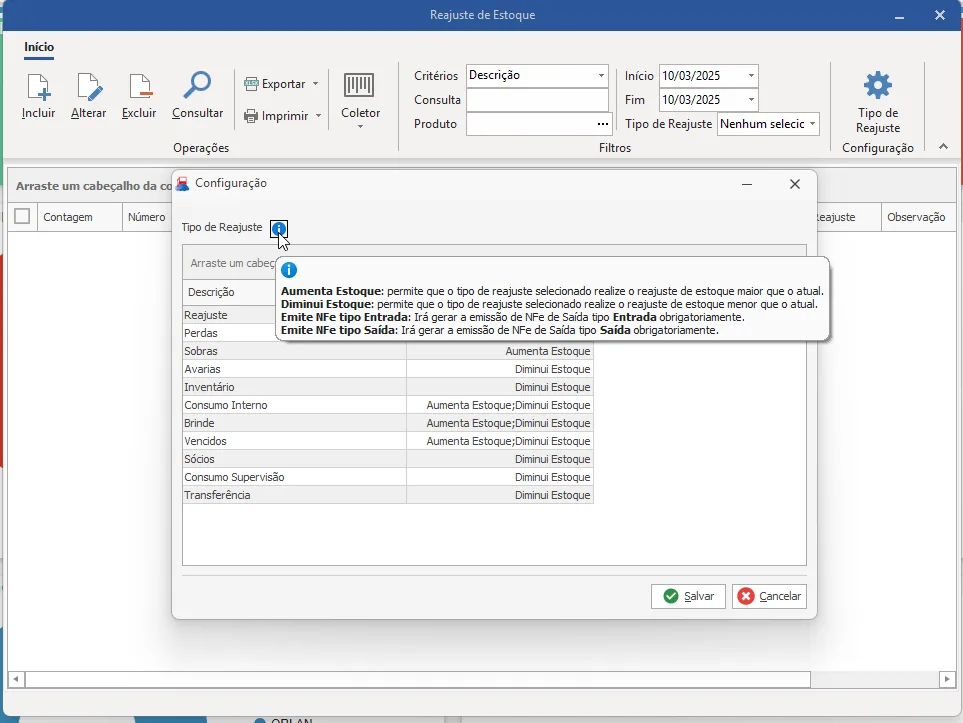 Reajuste de Estoque
Início
Incluir
Alterar
Excluir
Consultar
Exportar
Imprimir
Coletor
Operações
Critérios Descrição
Consulta
Produto ...
Início 10/03/2025
Fim 10/03/2025
Tipo de Reajuste Nenhum selecic
Filtros
Tipo de
Reajuste
Configuração
Arraste um cabeçalho da co
Contagem Número
eajuste Observação
Configuração
Tipo de Reajuste
Arraste um cabeç
Aumenta Estoque: permite que o tipo de reajuste selecionado realize o reajuste de estoque maior que o atual.
Diminui Estoque: permite que o tipo de reajuste selecionado realize o reajuste de estoque menor que o atual.
Emite NFe tipo Entrada: Irá gerar a emissão de NFe de Saída tipo Entrada obrigatoriamente.
Emite NFe tipo Saída: Irá gerar a emissão de NFe de Saída tipo Saída obrigatoriamente.
Descrição
Reajuste
Perdas
Sobras Aumenta Estoque
Avarias Diminui Estoque
Inventário Diminui Estoque
Consumo Interno Aumenta Estoque;Diminui Estoque
Brinde Aumenta Estoque;Diminui Estoque
Vencidos Aumenta Estoque;Diminui Estoque
Sócios Diminui Estoque
Consumo Supervisão Diminui Estoque
Transferência Diminui Estoque
Salvar
Cancelar